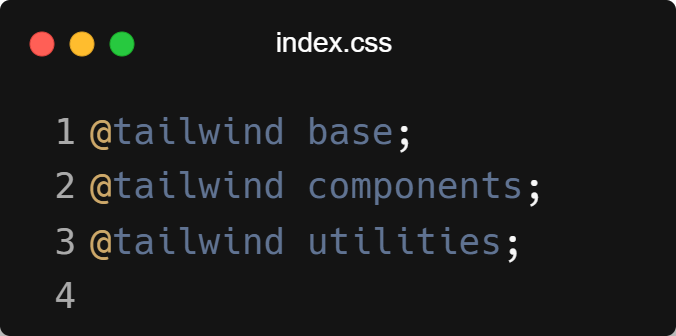 index.css
1 @tailwind base;
2 @tailwind components;
3 @tailwind utilities;
4